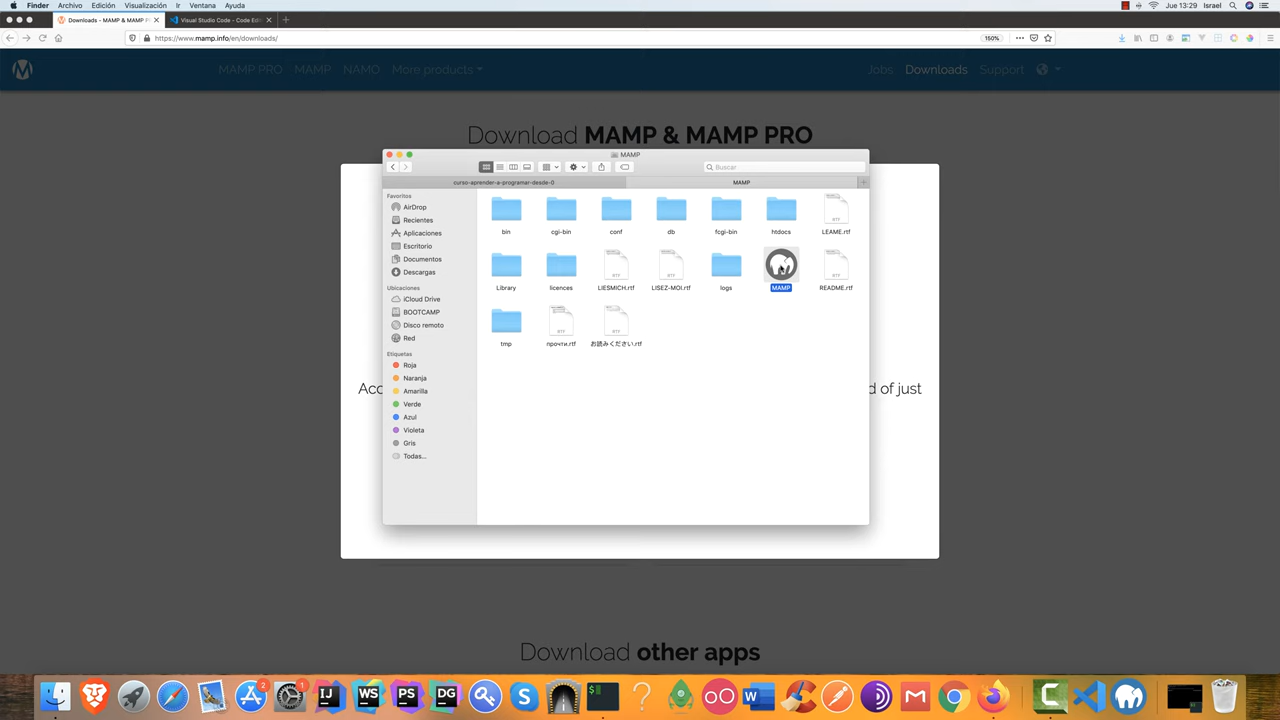 Finder Archivo Edición Visualización Ir Ventana Ayuda Jue 13:29 Israel
Downloads - MAMP & MAMP P Visual Studio Code - Code Edi
https://www.mamp.info/en/downloads/ 150%
MAMP PRO MAMP NAMO More products Jobs Downloads Support
Download MAMP & MAMP PRO
MAMP
Buscar
curso-aprender-a-programar-desde-0 MAMP
Favoritos
AirDrop
Recientes
Aplicaciones
Escritorio
Documentos
Descargas
Ubicaciones
iCloud Drive
BOOTCAMP
Disco remoto
Red
Etiquetas
Roja
Naranja
Amarilla
Verde
Azul
Violeta
Gris
Todas...
bin cgi-bin conf db fcgi-bin htdocs LEAME.rtf
Library licences LIESMICH.rtf LISEZ-MOI.rtf logs MAMP README.rtf
tmp прочти.rtf お読みください.rtf
Acc d of just
Download other apps